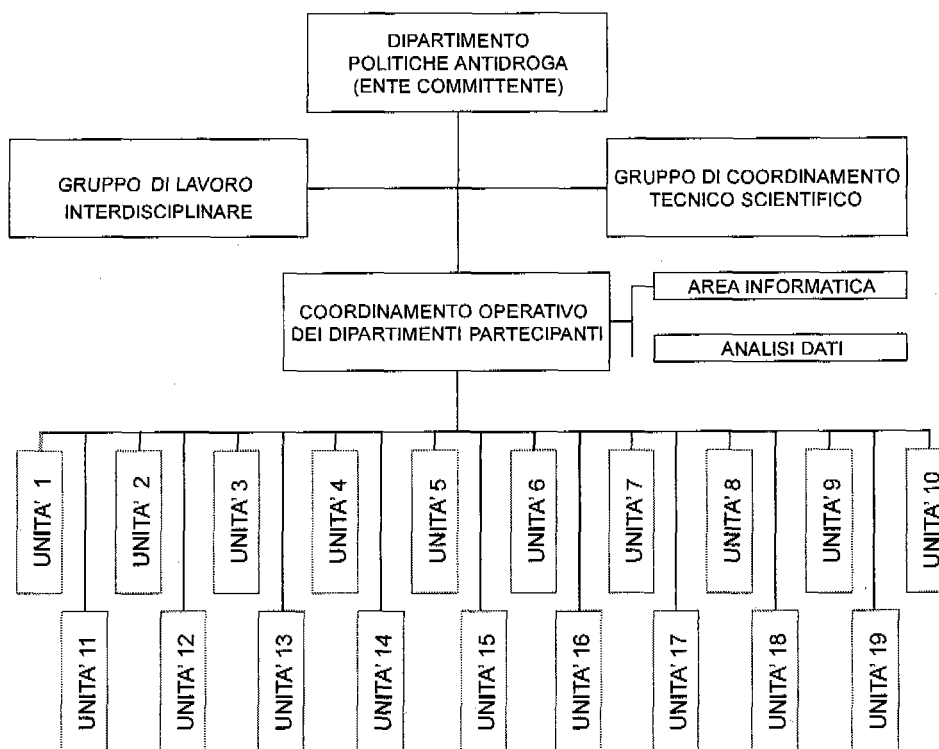 DIPARTIMENTO
POLITICHE ANTIDROGA
(ENTE COMMITTENTE)
GRUPPO DI LAVORO
INTERDISCIPLINARE
GRUPPO DI COORDINAMENTO
TECNICO SCIENTIFICO
COORDINAMENTO OPERATIVO
DEI DIPARTIMENTI PARTECIPANTI
AREA INFORMATICA
ANALISI DATI
UNITA' 1
UNITA' 2
UNITA' 3
UNITA' 4
UNITA' 5
UNITA' 6
UNITA' 7
UNITA' 8
UNITA' 9
UNITA' 10
UNITA' 11
UNITA' 12
UNITA' 13
UNITA' 14
UNITA' 15
UNITA' 16
UNITA' 17
UNITA' 18
UNITA' 19